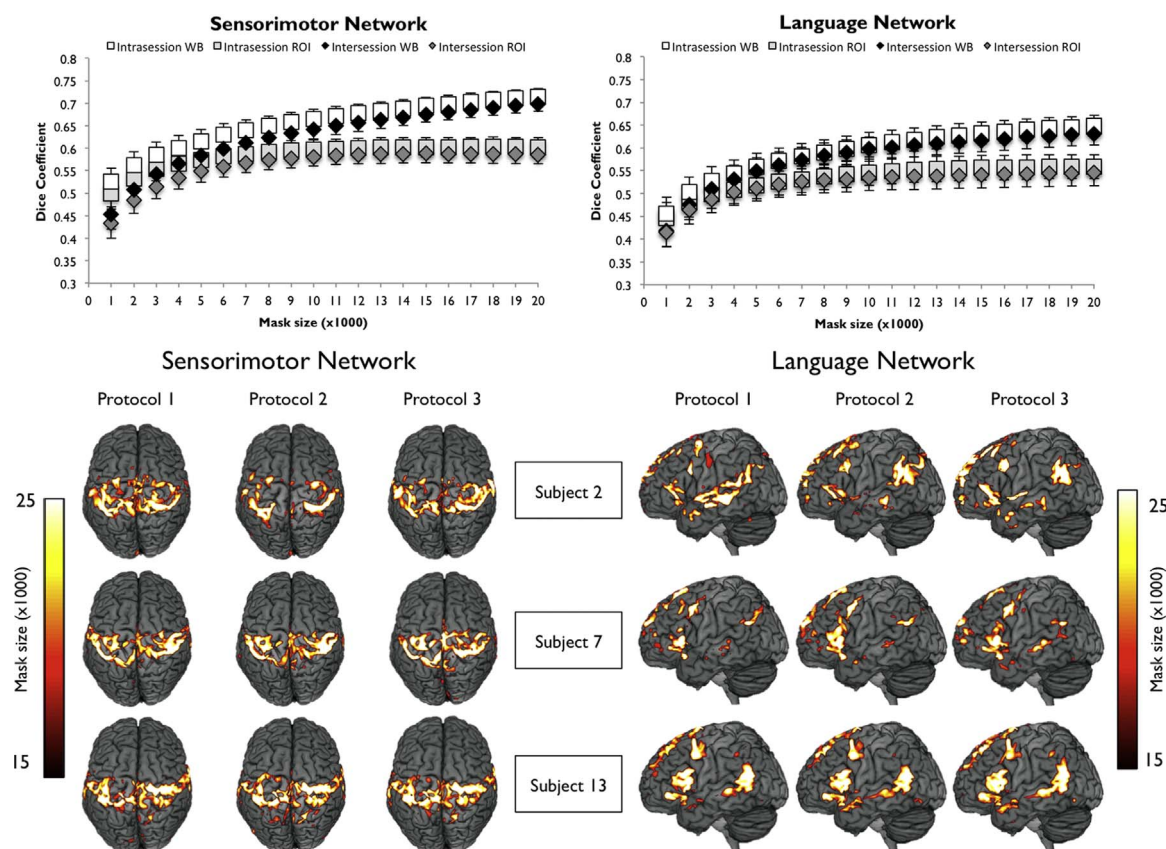 Sensorimotor Network
Intrasession WB Intrasession ROI Intersession WB Intersession ROI
0.8
0.75
0.7
0.65
0.6
0.55
0.5
0.45
0.4
0.35
0.3
Dice Coefficient
0 1 2 3 4 5 6 7 8 9 10 11 12 13 14 15 16 17 18 19 20
Mask size (x1000)
Language Network
Intrasession WB Intrasession ROI Intersession WB Intersession ROI
0.8
0.75
0.7
0.65
0.6
0.55
0.5
0.45
0.4
0.35
0.3
Dice Coefficient
0 1 2 3 4 5 6 7 8 9 10 11 12 13 14 15 16 17 18 19 20
Mask size (x1000)
Sensorimotor Network
Protocol 1 Protocol 2 Protocol 3
Language Network
Protocol 1 Protocol 2 Protocol 3
25
Mask size (x1000)
15
Subject 2
Subject 7
Subject 13
25
Mask size (x1000)
15